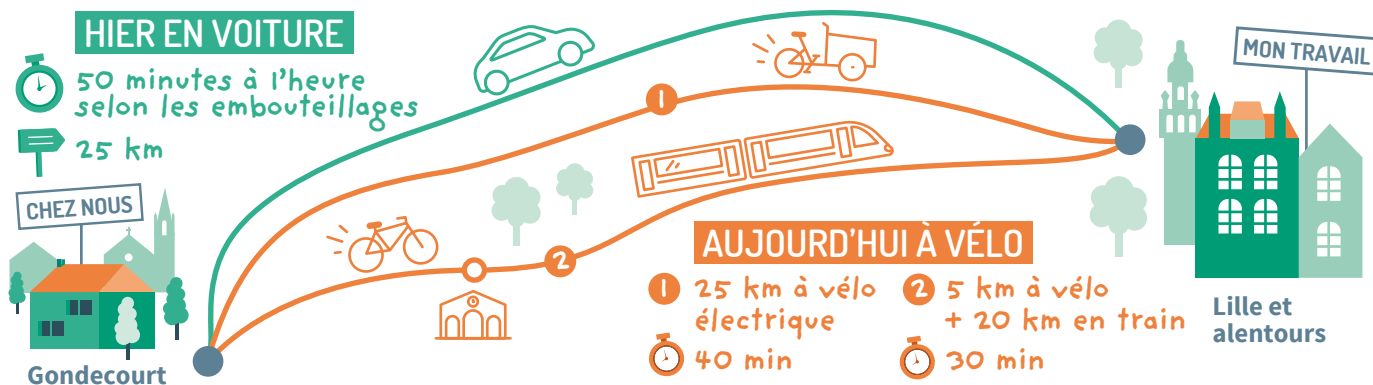 HIER EN VOITURE
50 minutes à l'heure
selon les embouteillages
25 km
CHEZ NOUS
Gondecourt
1
2
MON TRAVAIL
Lille et
alentours
AUJOURD'HUI À VÉLO
1 25 km à vélo
électrique
40 min
2 5 km à vélo
+ 20 km en train
30 min